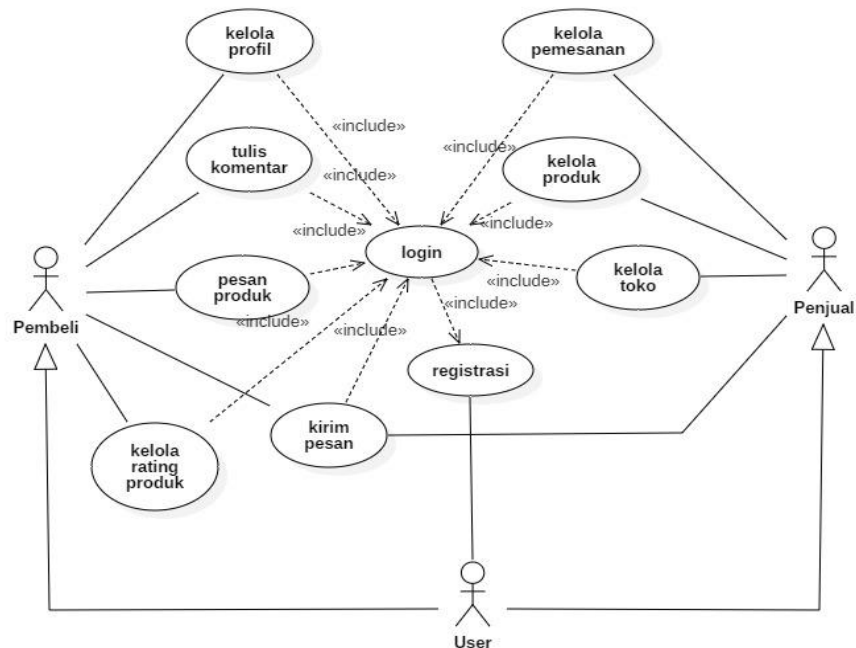 kelola
profil
kelola
pemesanan
«include»
«include»
tulis
komentar
kelola
produk
«include»
«include»
«include»
login
pesan
produk
«include»
kelola
toko
Pembeli
Penjual
«include»
«include»
«include»
registrasi
kelola
rating
produk
kirim
pesan
User